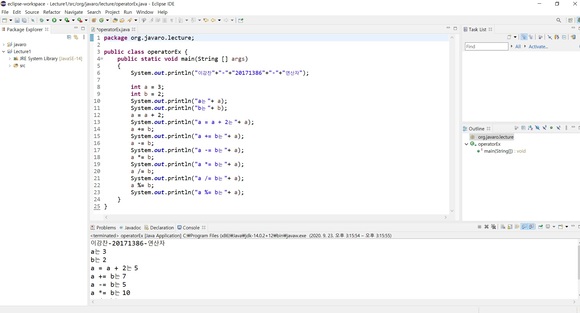 eclipse-workspace - Lecture1/src/org/javaro/lecture/operatorEx.java - Eclipse IDE
File Edit Source Refactor Navigate Search Project Run Window Help
Package Explorer
javaro
Lecture1
JRE System Library [JavaSE-14]
src
*operatorEx.java
1 package org.javaro.lecture;
2
3 public class operatorEx {
4 public static void main(String [] args)
5 {
6 System.out.println("이감찬"+"-"+"20171386"+"-"+"연산자");
7
8 int a = 3;
9 int b = 2;
10 System.out.println("a는 "+ a);
11 System.out.println("b는 "+ b);
12 a = a + 2;
13 System.out.println("a = a + 2는 "+ a);
14 a += b;
15 System.out.println("a += b는 "+ a);
16 a -= b;
17 System.out.println("a -= b는 "+ a);
18 a *= b;
19 System.out.println("a *= b는 "+ a);
20 a /= b;
21 System.out.println("a /= b는 "+ a);
22 a %= b;
23 System.out.println("a %= b는 "+ a);
24 }
25 }
Task List
Find
All
Activate...
Outline
org.javaro.lecture
operatorEx
main(String[]) : void
Problems Javadoc Declaration Console
<terminated> operatorEx [Java Application] C:#Program Files (x86)#Java#jdk-14.0.2+12#bin#javaw.exe (2020. 9. 23. 오후 3:15:54 – 오후 3:15:55)
이감찬-20171386-연산자
a는 3
b는 2
a = a + 2는 5
a += b는 7
a -= b는 5
a *= b는 10